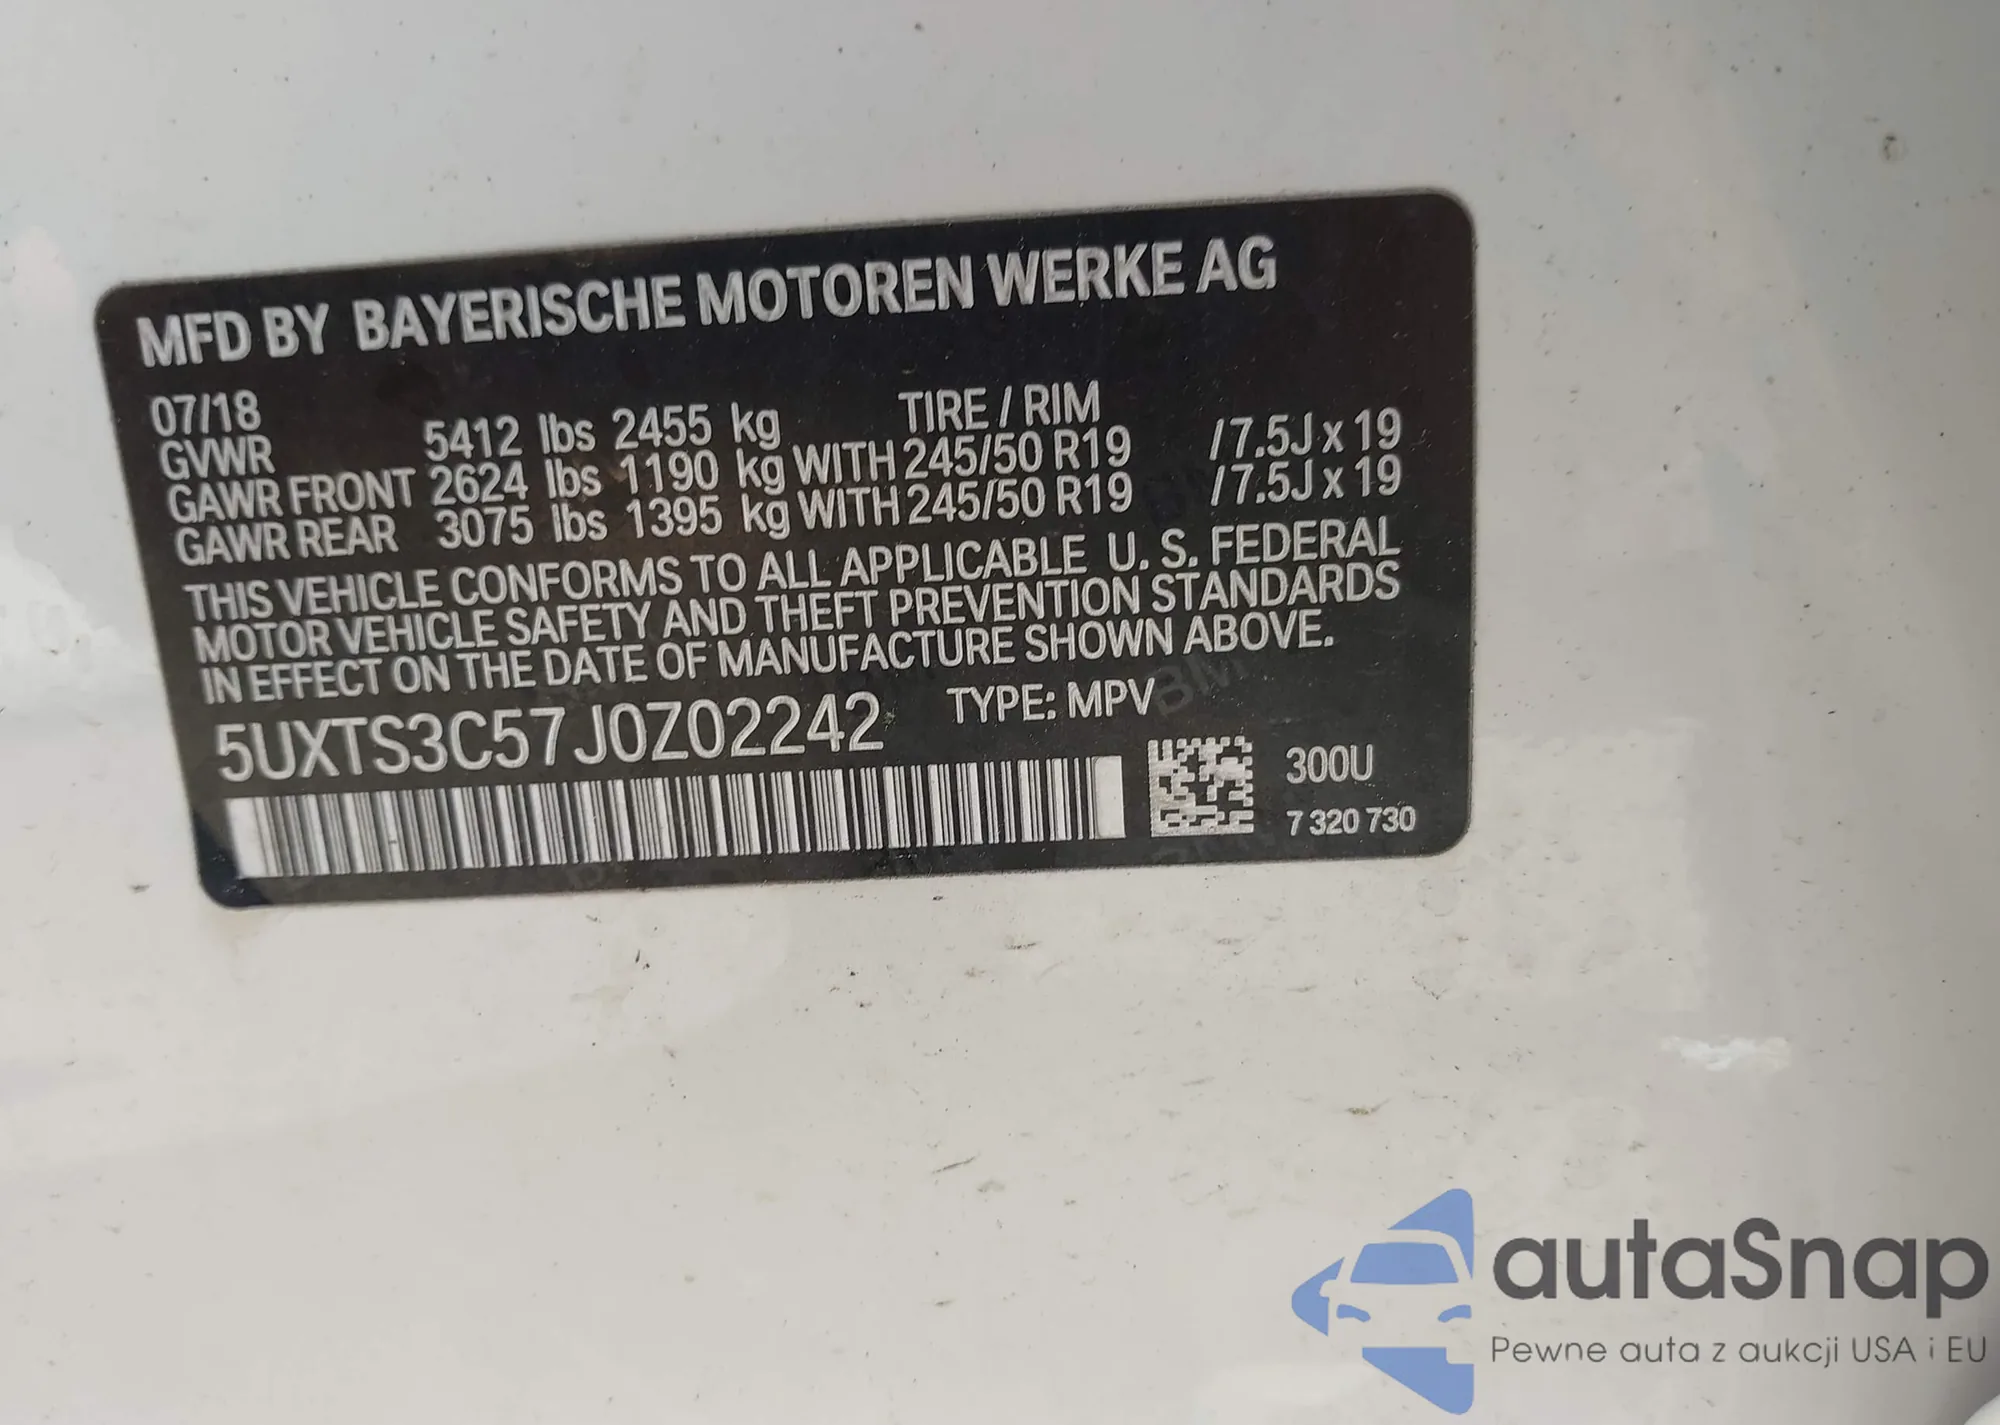 MFD BY BAYERISCHE MOTOREN WERKE AG
07/18 TIRE / RIM
GVWR 5412 lbs 2455 kg
GAWR FRONT 2624 lbs 1190 kg WITH 245/50 R19 /7.5J x 19
GAWR REAR 3075 lbs 1395 kg WITH 245/50 R19 /7.5J x 19
THIS VEHICLE CONFORMS TO ALL APPLICABLE U. S. FEDERAL
MOTOR VEHICLE SAFETY AND THEFT PREVENTION STANDARDS
IN EFFECT ON THE DATE OF MANUFACTURE SHOWN ABOVE.
5UXTS3C57J0Z02242 TYPE: MPV
300U
7 320 730
autaSnap
Pewne auta z aukcji USA i EU